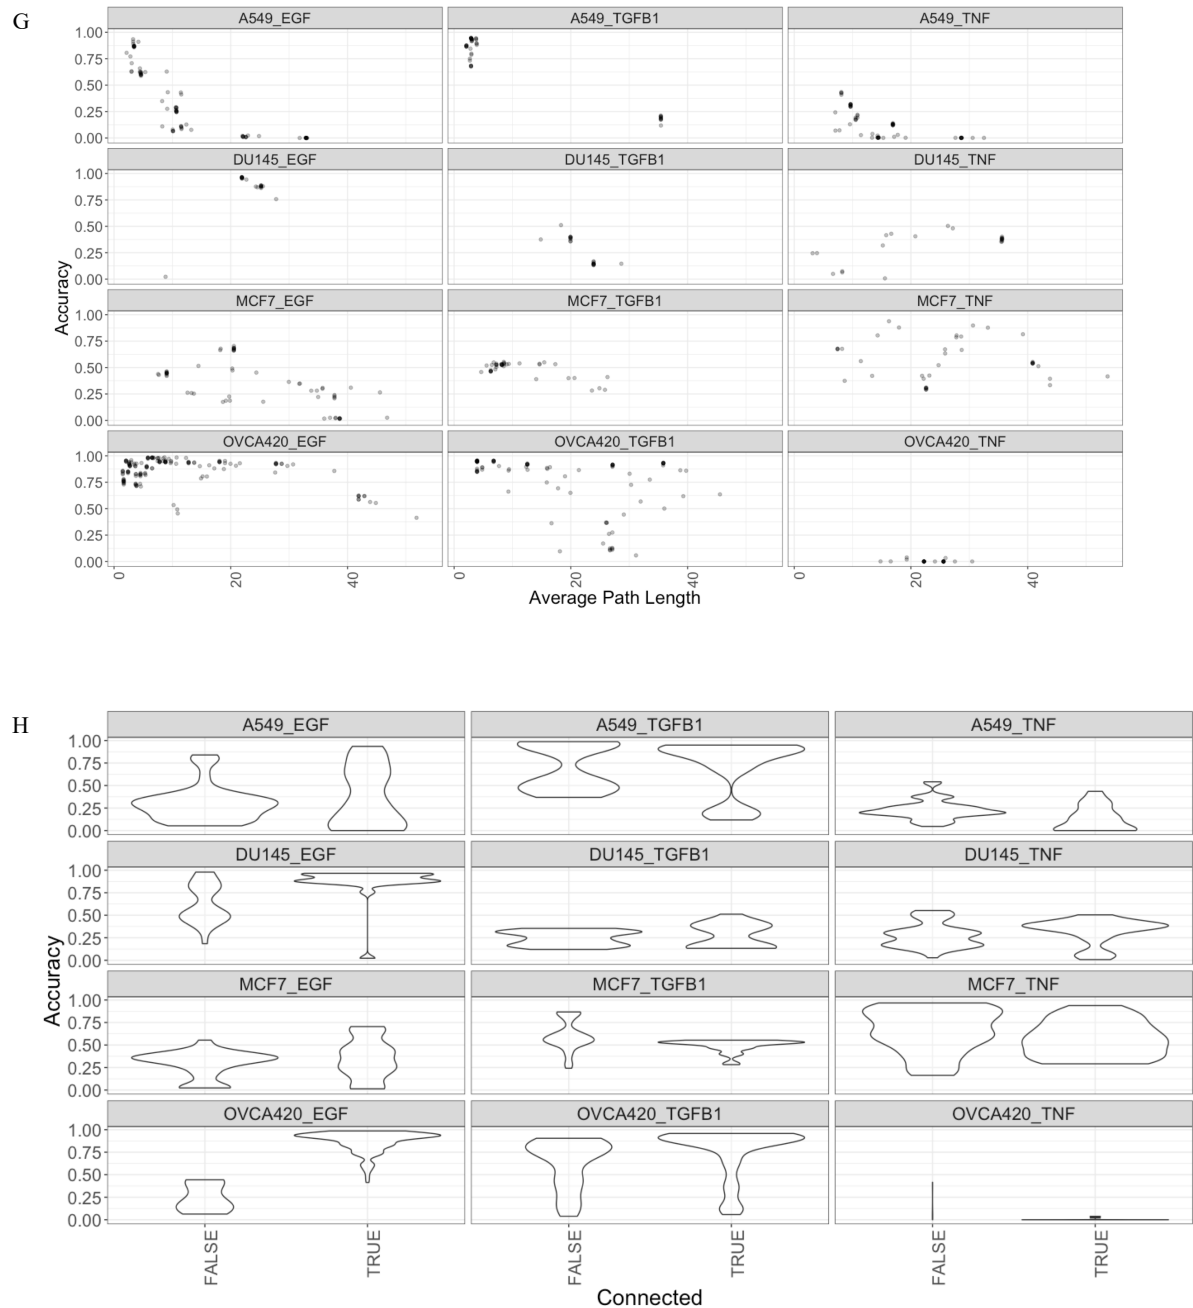 G
A549_EGF A549_TGFB1 A549_TNF
1.00
0.75
0.50
0.25
0.00
DU145_EGF DU145_TGFB1 DU145_TNF
1.00
0.75
0.50
0.25
0.00
MCF7_EGF MCF7_TGFB1 MCF7_TNF
1.00
0.75
0.50
0.25
0.00
OVCA420_EGF OVCA420_TGFB1 OVCA420_TNF
1.00
0.75
0.50
0.25
0.00
Accuracy
0 20 40 0 20 40 0 20 40
Average Path Length
H
A549_EGF A549_TGFB1 A549_TNF
1.00
0.75
0.50
0.25
0.00
DU145_EGF DU145_TGFB1 DU145_TNF
1.00
0.75
0.50
0.25
0.00
MCF7_EGF MCF7_TGFB1 MCF7_TNF
1.00
0.75
0.50
0.25
0.00
OVCA420_EGF OVCA420_TGFB1 OVCA420_TNF
1.00
0.75
0.50
0.25
0.00
Accuracy
FALSE TRUE FALSE TRUE FALSE TRUE
Connected